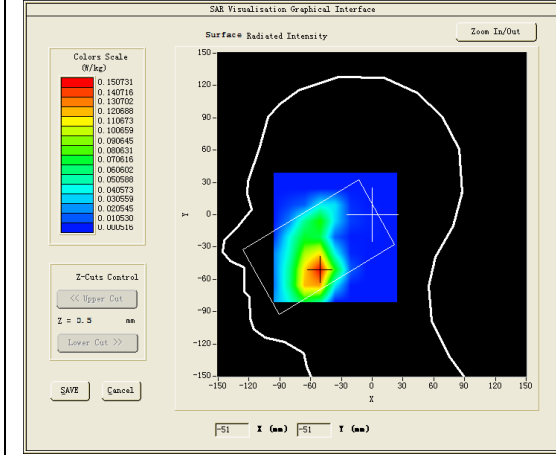 SAR Visualisation Graphical Interface
Surface Radiated Intensity
Zoom In/Out
Colors Scale
(W/kg)
0.150731
0.140716
0.130702
0.120688
0.110673
0.100659
0.090645
0.080631
0.070616
0.060602
0.050588
0.040573
0.030559
0.020545
0.010530
0.000516
150
120
90
60
30
0
-30
-60
-90
-120
-150
Y
-150 -120 -90 -60 -30 0 30 60 90 120 150
X
Z-Cuts Control
<< Upper Cut
Z = 0.5 mm
Lower Cut >>
SAVE
Cancel
-51 X (mm) -51 Y (mm)